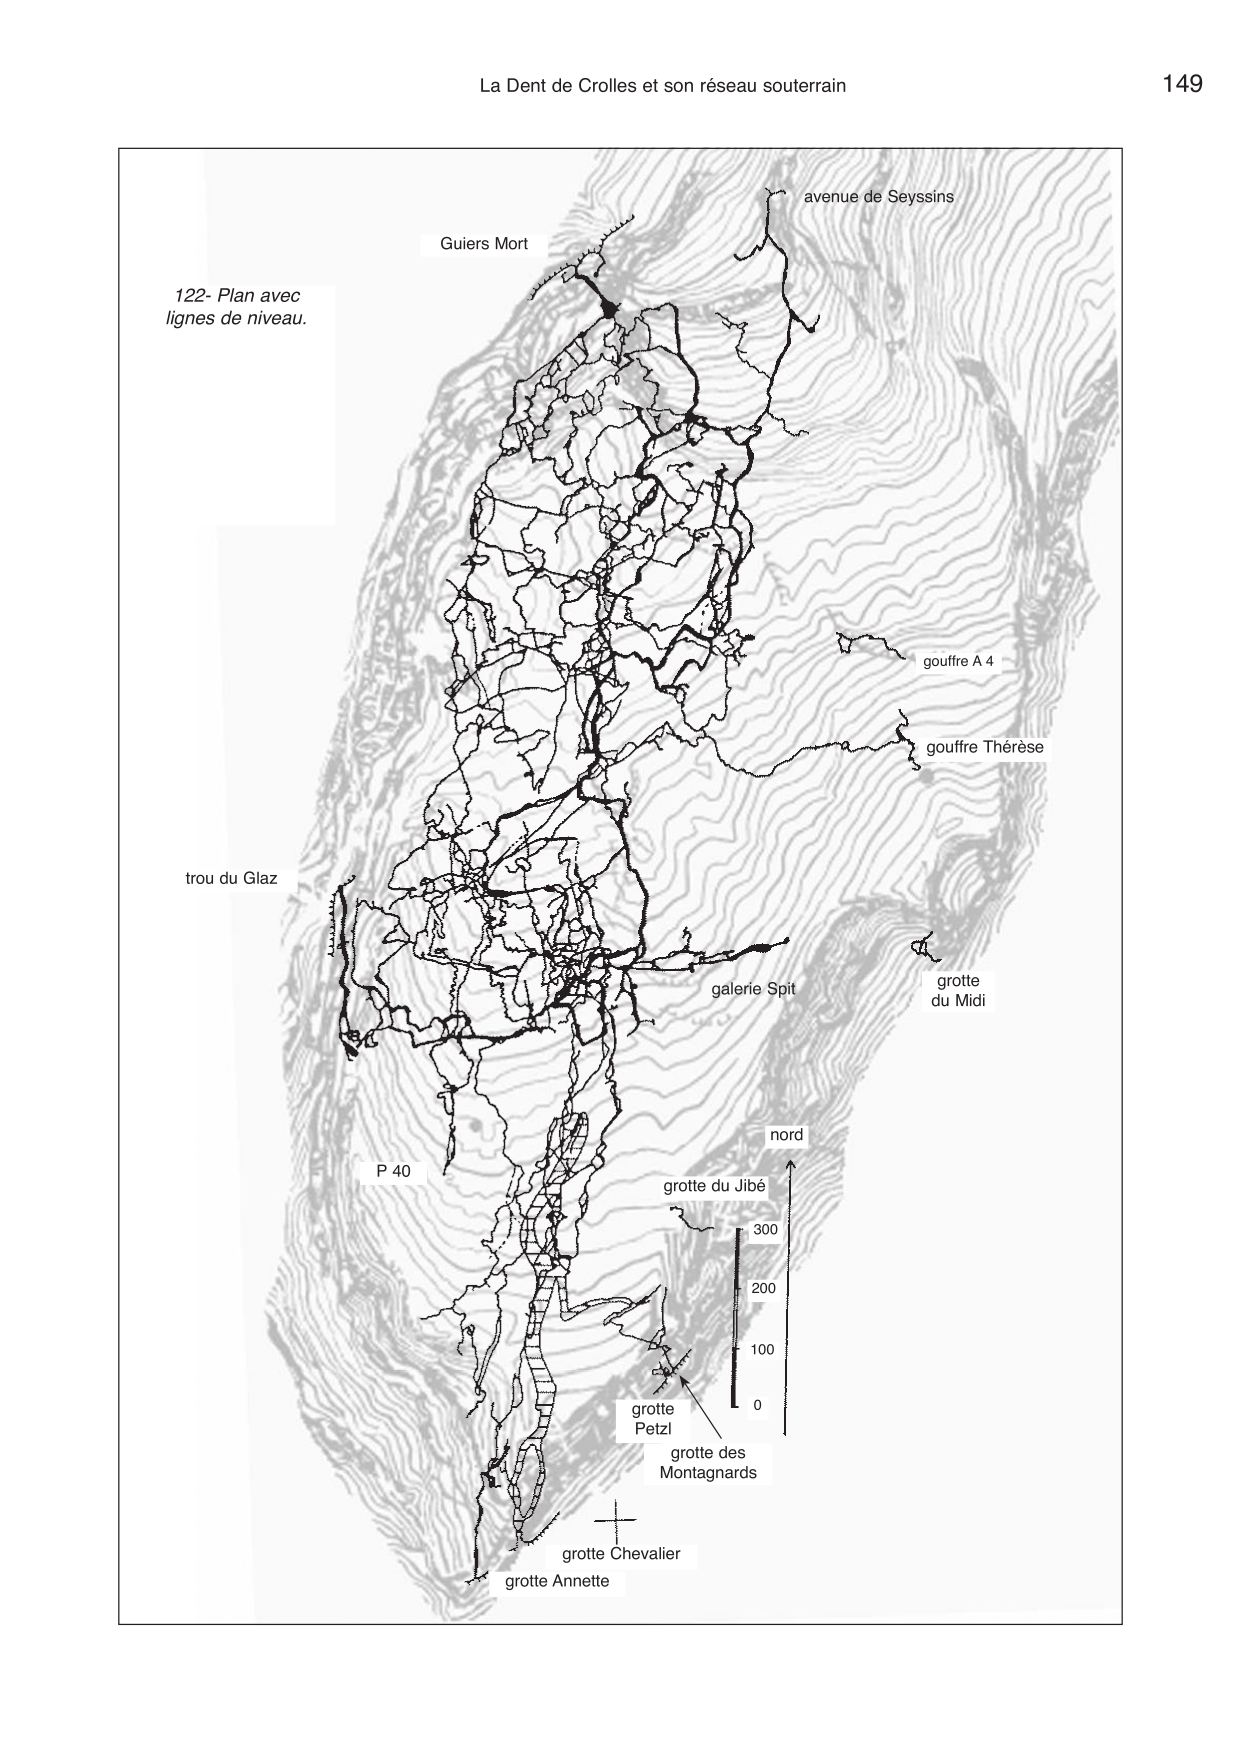 La Dent de Crolles et son réseau souterrain
149
avenue de Seyssins
Guiers Mort
122- Plan avec
lignes de niveau.
gouffre A 4
gouffre Thérèse
trou du Glaz
galerie Spit
grotte
du Midi
nord
P 40
grotte du Jibé
300
200
100
0
grotte
Petzl
grotte des
Montagnards
grotte Chevalier
grotte Annette